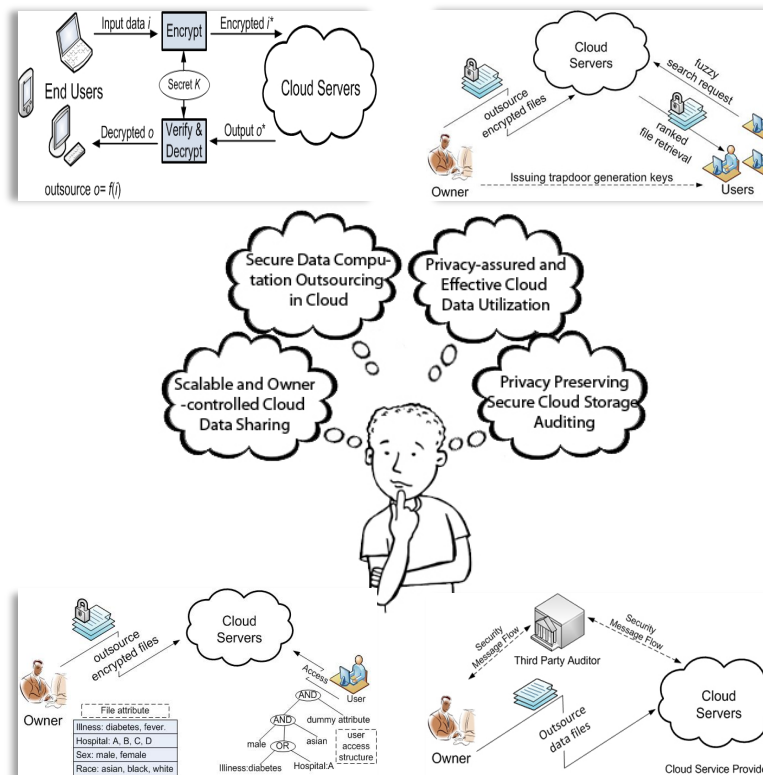 Input data i
Encrypt
Encrypted i*
End Users
Secret K
Cloud Servers
Decrypted o
Verify &
Decrypt
Output o*
outsource o= f(i)
Cloud
Servers
outsource
encrypted files
fuzzy
search request
ranked
file retrieval
Owner
Issuing trapdoor generation keys
Users
Secure Data Compu-
tation Outsourcing
in Cloud
Privacy-assured and
Effective Cloud
Data Utilization
Scalable and Owner
-controlled Cloud
Data Sharing
Privacy Preserving
Secure Cloud Storage
Auditing
Cloud
Servers
outsource
encrypted files
Owner
Access
User
File attribute
Illness: diabetes, fever.
Hospital: A, B, C, D
Sex: male, female
Race: asian, black, white
AND
AND
dummy attribute
male
OR
asian
user
access
structure
Illiness:diabetes
Hospital:A
Security
Message Flow
Security
Message Flow
Third Party Auditor
Owner
Outsource
data files
Cloud
Servers
Cloud Service Provide